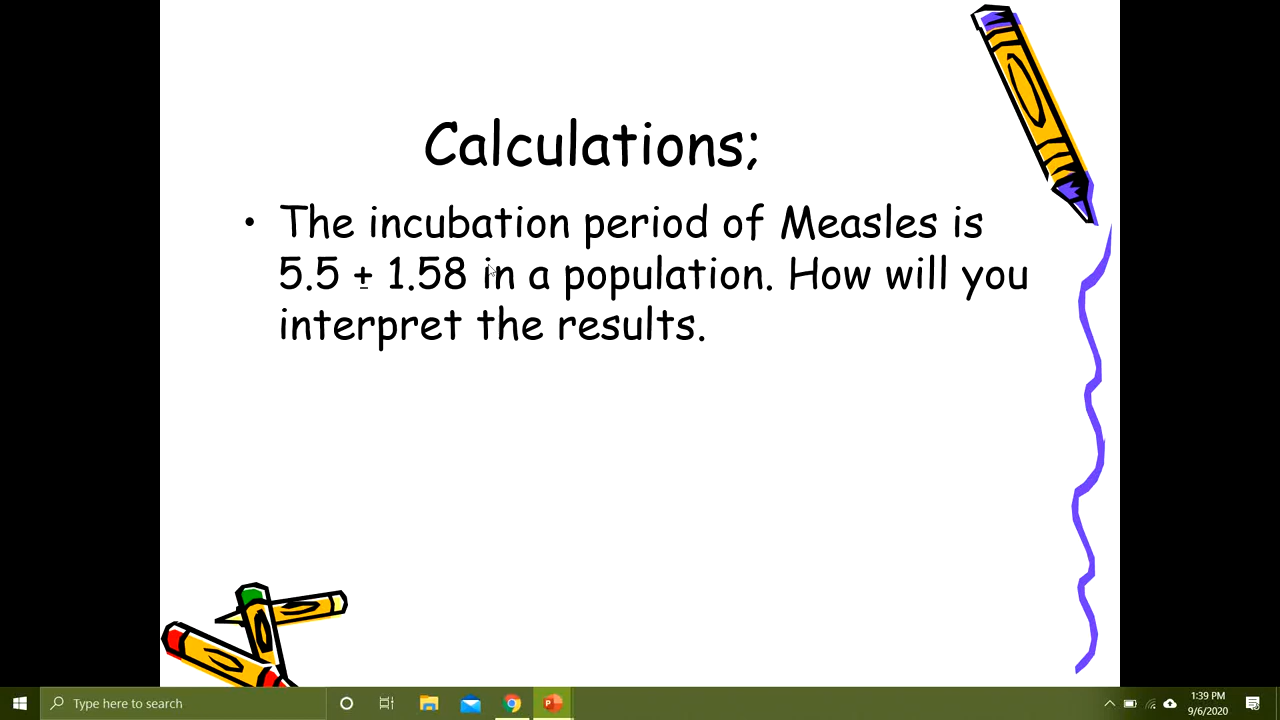 Calculations;
• The incubation period of Measles is
5.5 ± 1.58 in a population. How will you
interpret the results.
Type here to search
1:39 PM
9/6/2020